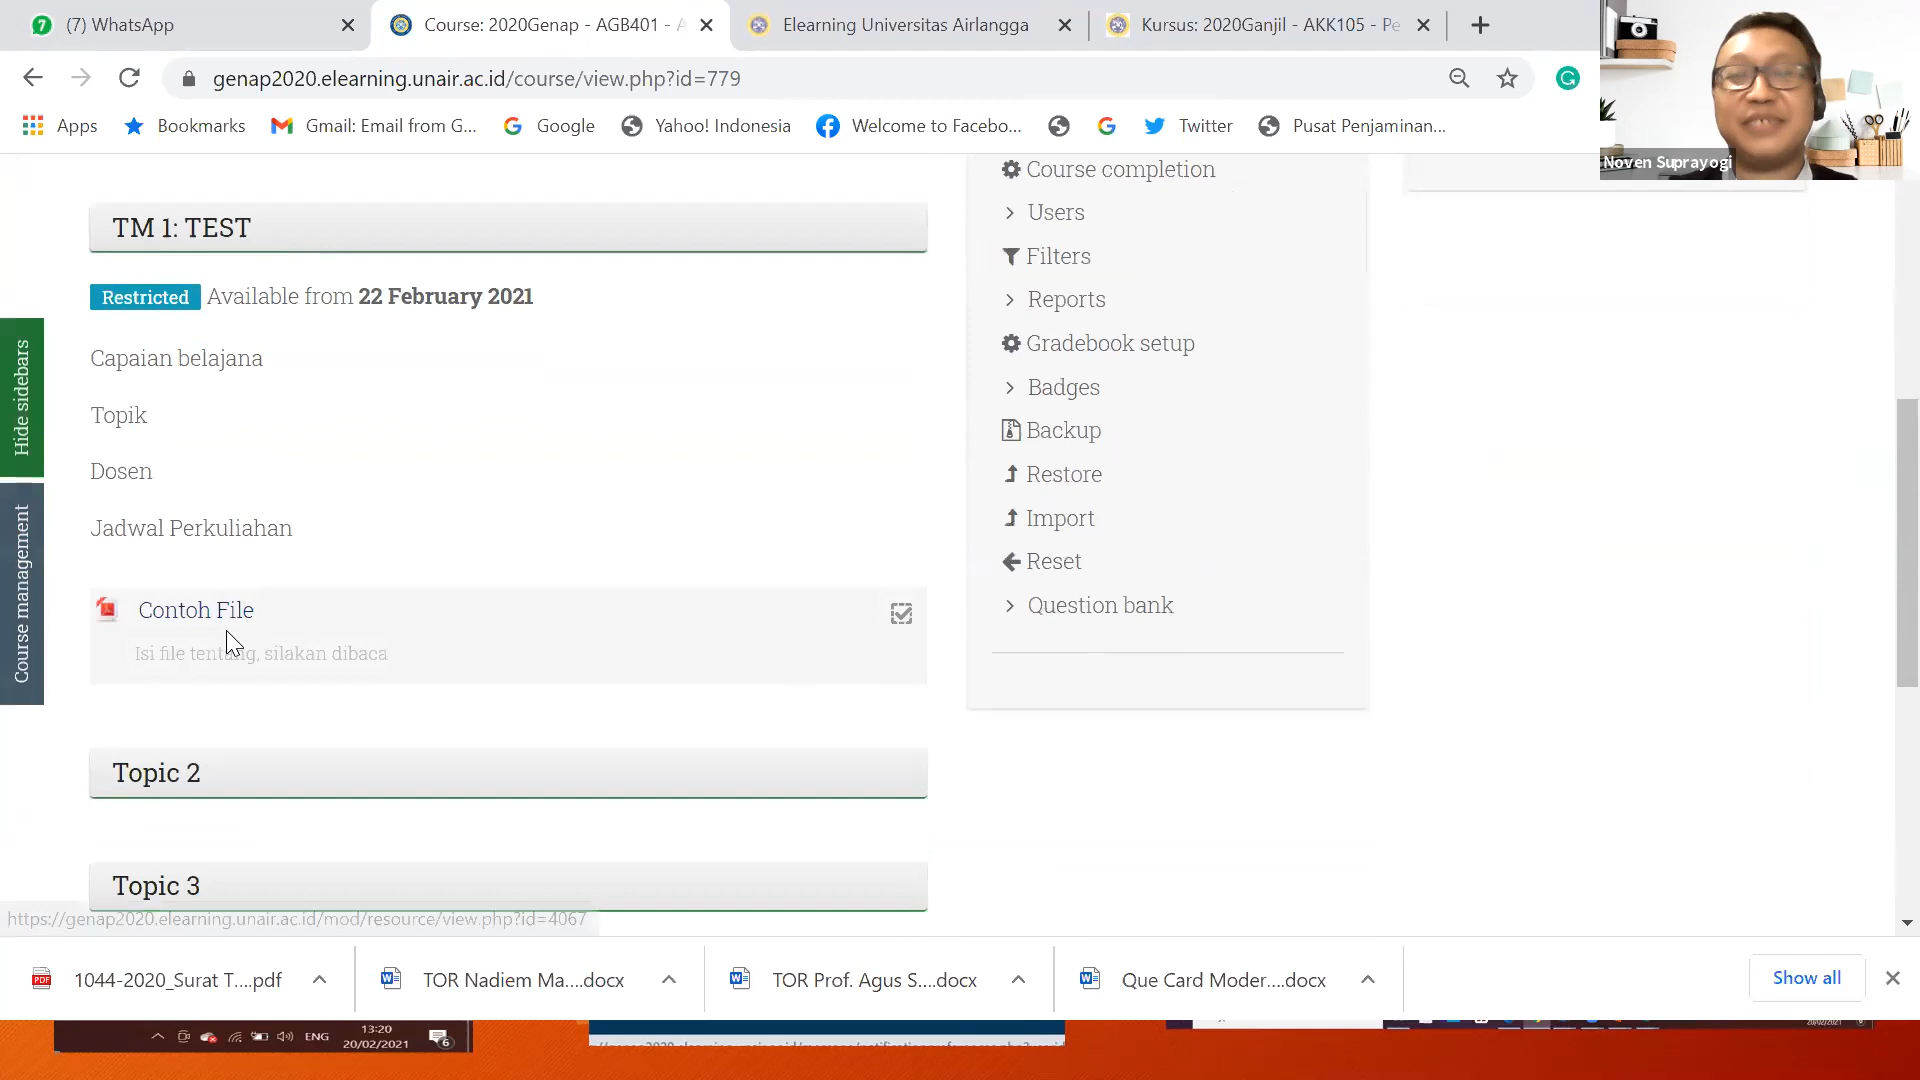 (7) WhatsApp
Course: 2020Genap - AGB401 - A
Elearning Universitas Airlangga
Kursus: 2020Ganjil - AKK105 - Pe
genap2020.elearning.unair.ac.id/course/view.php?id=779
Apps
Bookmarks
Gmail: Email from G...
Google
Yahoo! Indonesia
Welcome to Facebo...
Twitter
Pusat Penjaminan...
Noven Suprayogi
Hide sidebars
Course management
TM 1: TEST
Restricted Available from 22 February 2021
Capaian belajana
Topik
Dosen
Jadwal Perkuliahan
Contoh File
Isi file tentang, silakan dibaca
Topic 2
Topic 3
Course completion
Users
Filters
Reports
Gradebook setup
Badges
Backup
Restore
Import
Reset
Question bank
https://genap2020.elearning.unair.ac.id/mod/resource/view.php?id=4067
1044-2020_Surat T....pdf
TOR Nadiem Ma....docx
TOR Prof. Agus S....docx
Que Card Moder....docx
Show all
ENG
13:20
20/02/2021
6